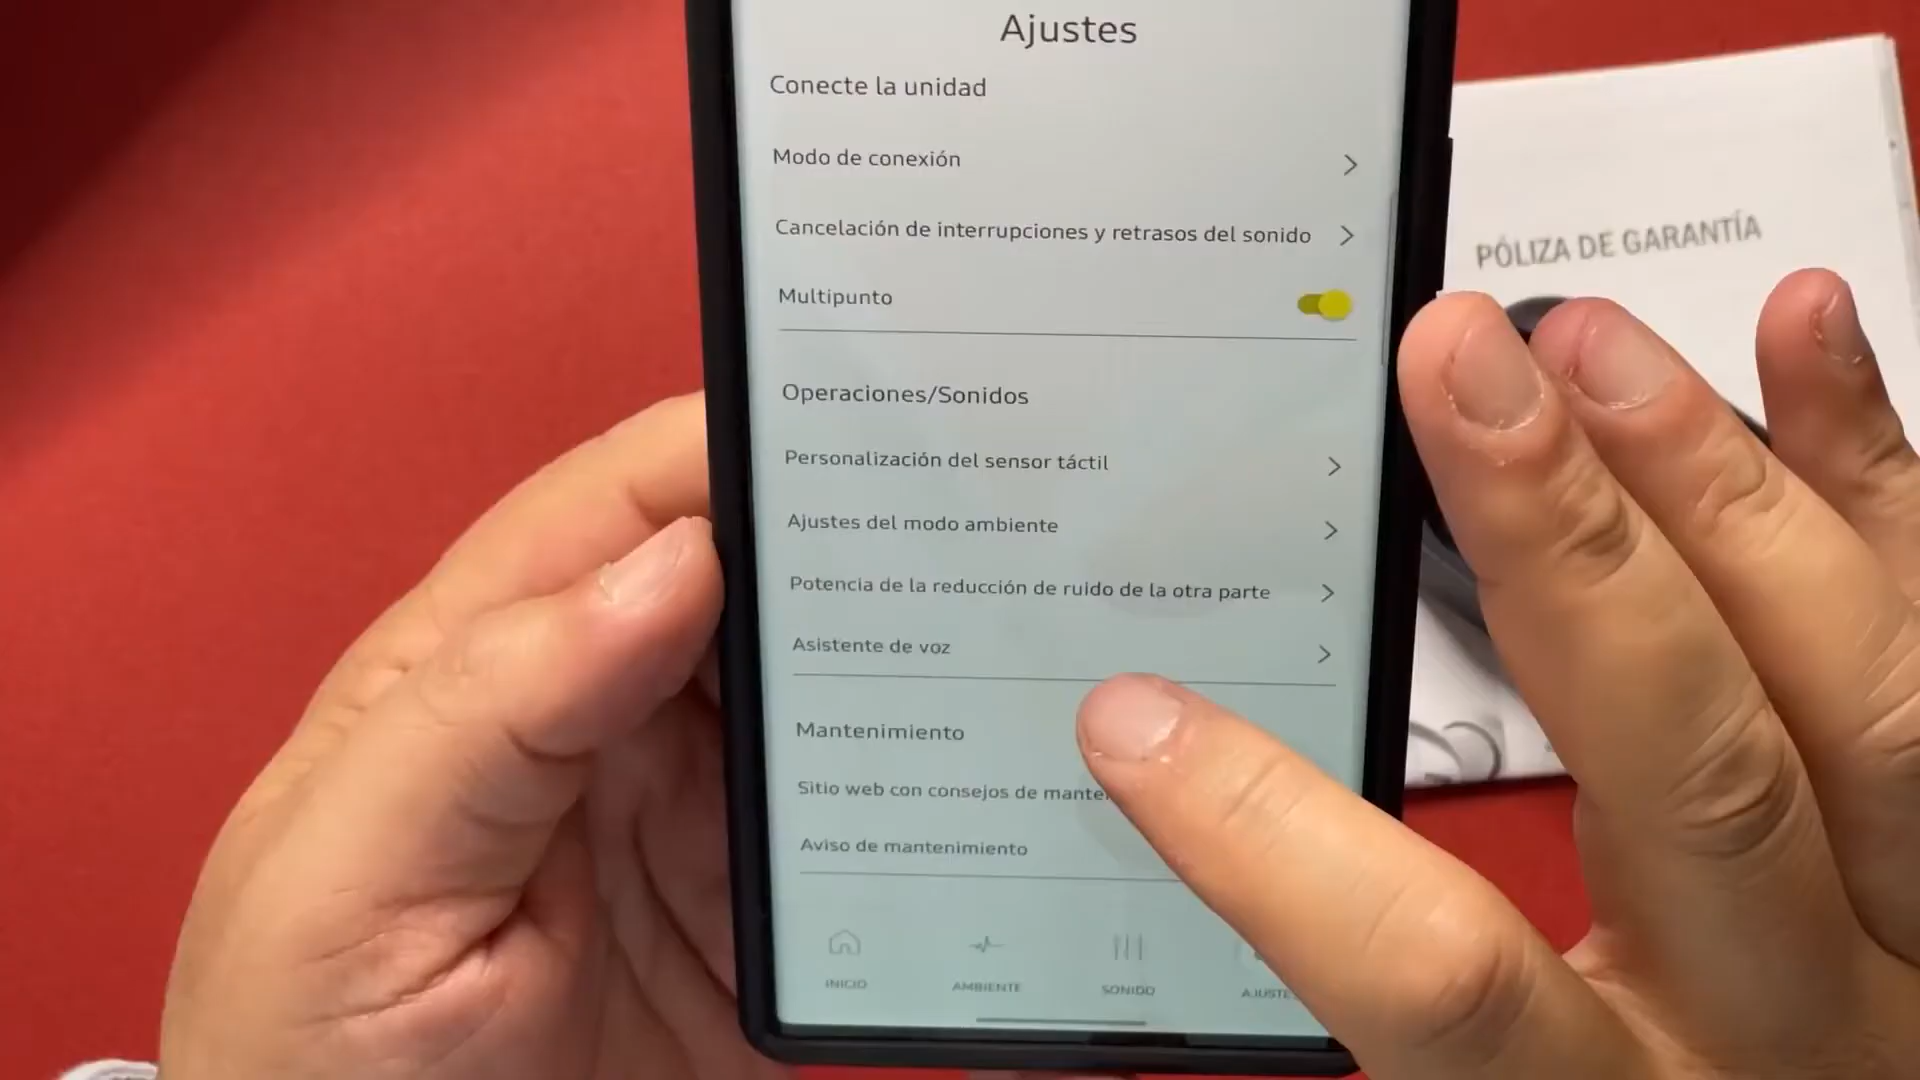 Ajustes
Conecte la unidad
Modo de conexión
Cancelación de interrupciones y retrasos del sonido
Multipunto
Operaciones/Sonidos
Personalización del sensor táctil
Ajustes del modo ambiente
Potencia de la reducción de ruido de la otra parte
Asistente de voz
Mantenimiento
Sitio web con consejos de
Aviso de mantenimiento
INICIO
AMBIENTE
SONIDO
PÓLIZA DE GARANTÍA